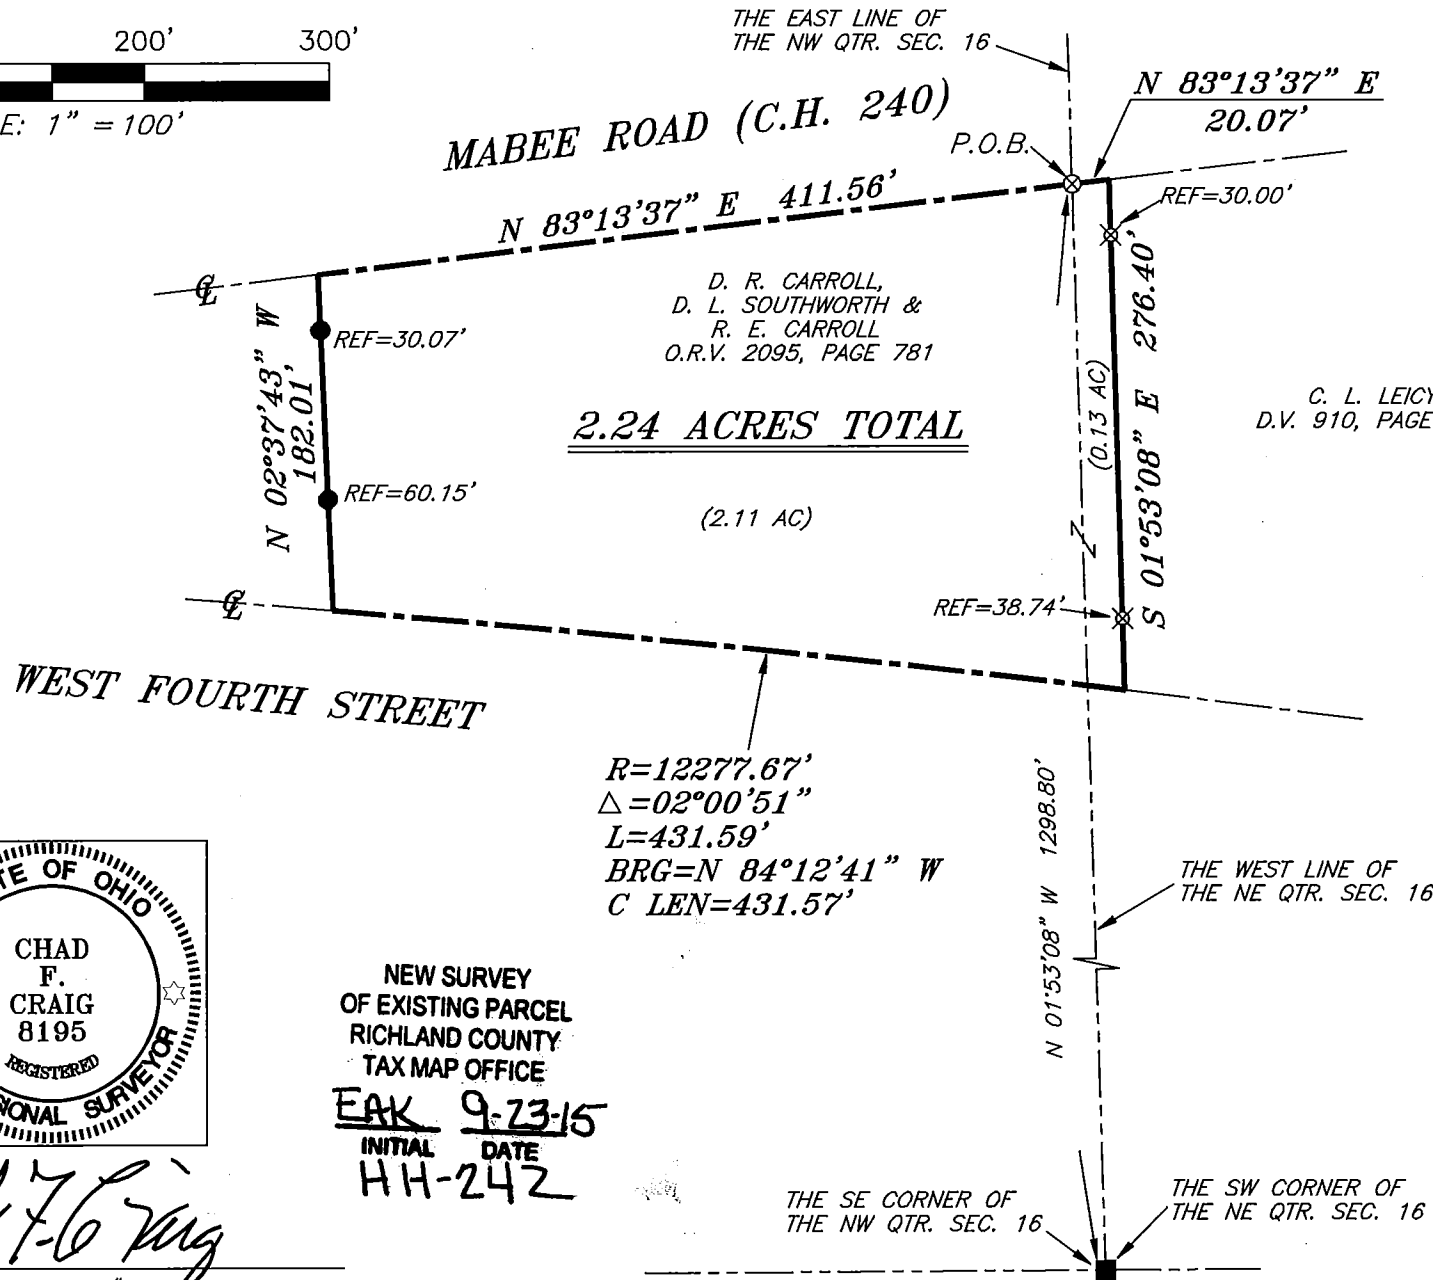 200' 300'
E: 1" = 100'
THE EAST LINE OF
THE NW QTR. SEC. 16
N 83°13'37" E
20.07'
MABEE ROAD (C.H. 240)
P.O.B.
N 83°13'37" E 411.56'
REF=30.00'
℄
D. R. CARROLL,
D. L. SOUTHWORTH &
R. E. CARROLL
O.R.V. 2095, PAGE 781
N 02°37'43" W
182.01'
REF=30.07'
S 01°53'08" E 276.40'
(0.13 AC)
C. L. LEICY
D.V. 910, PAGE
2.24 ACRES TOTAL
REF=60.15'
(2.11 AC)
Z
REF=38.74'
℄
WEST FOURTH STREET
R=12277.67'
△=02°00'51"
L=431.59'
BRG=N 84°12'41" W
C LEN=431.57'
N 01°53'08" W 1298.80'
THE WEST LINE OF
THE NE QTR. SEC. 16
TE OF OHIO
CHAD
F.
CRAIG
8195
REGISTERED
SIONAL SURVEYOR
NEW SURVEY
OF EXISTING PARCEL
RICHLAND COUNTY
TAX MAP OFFICE
EAK 9-23-15
INITIAL DATE
HH-242
THE SE CORNER OF
THE NW QTR. SEC. 16
THE SW CORNER OF
THE NE QTR. SEC. 16